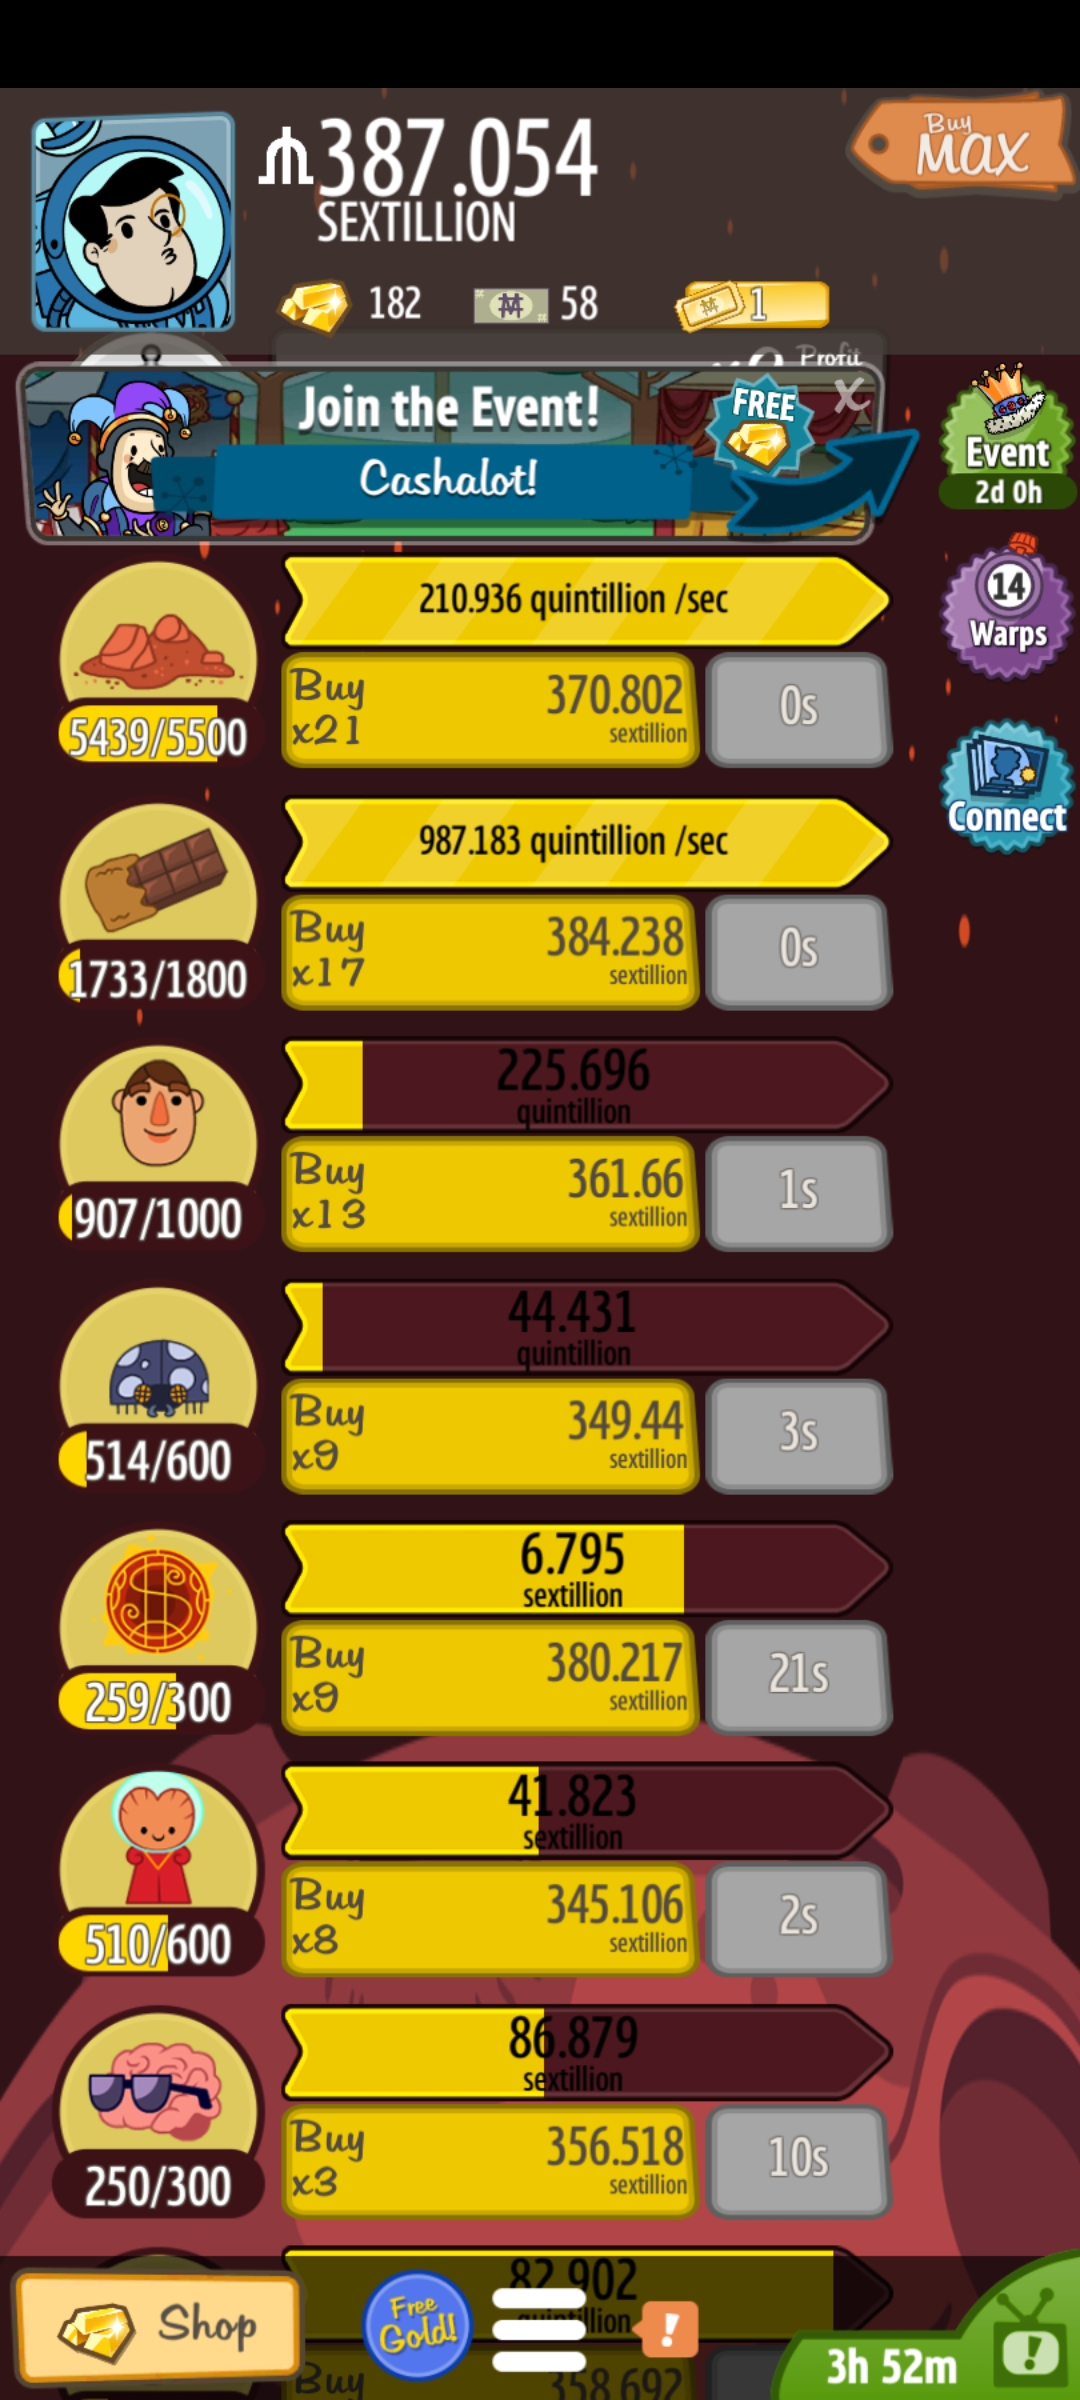 387.054
SEXTILLION
Buy
MAX
182
58
1
Profit
Join the Event!
FREE
X
Cashalot!
Event
2d 0h
210.936 quintillion /sec
Buy
x21
370.802
sextillion
0s
5439/5500
14
Warps
987.183 quintillion /sec
Buy
x17
384.238
sextillion
0s
1733/1800
Connect
225.696
quintillion
Buy
x13
361.66
sextillion
1s
907/1000
44.431
quintillion
Buy
x9
349.44
sextillion
3s
514/600
6.795
sextillion
Buy
x9
380.217
sextillion
21s
259/300
41.823
sextillion
Buy
x8
345.106
sextillion
2s
510/600
86.879
sextillion
Buy
x3
356.518
sextillion
10s
250/300
82.902
Shop
Free
Gold!
!
3h 52m
!
Buy
358.692